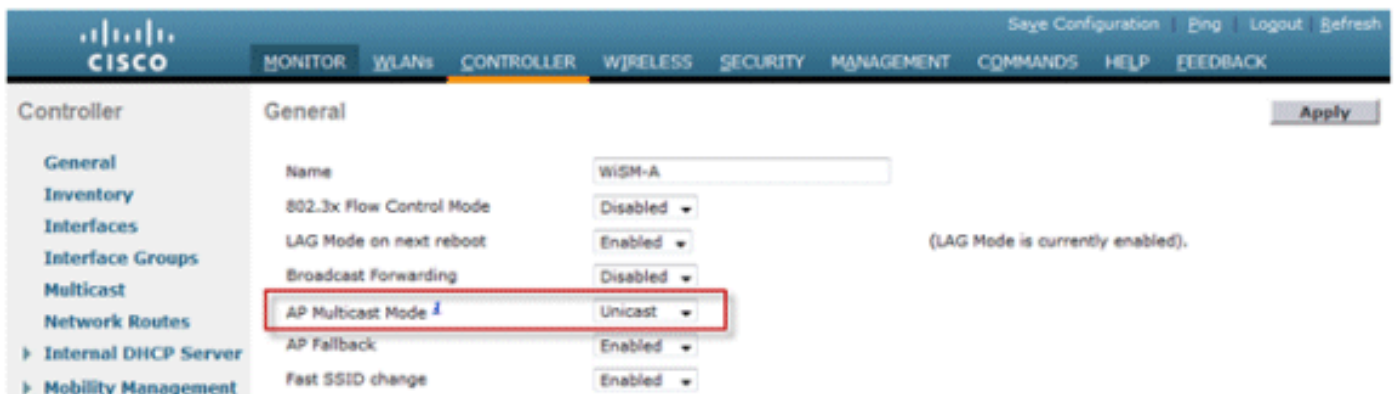 Save Configuration | Ping | Logout | Refresh
CISCO
MONITOR WLANs CONTROLLER WIRELESS SECURITY MANAGEMENT COMMANDS HELP FEEDBACK
Controller
General
Inventory
Interfaces
Interface Groups
Multicast
Network Routes
Internal DHCP Server
Mobility Management
General
Apply
Name WiSM-A
802.3x Flow Control Mode Disabled
LAG Mode on next reboot Enabled (LAG Mode is currently enabled).
Broadcast Forwarding Disabled
AP Multicast Mode 1 Unicast
AP Fallback Enabled
Fast SSID change Enabled